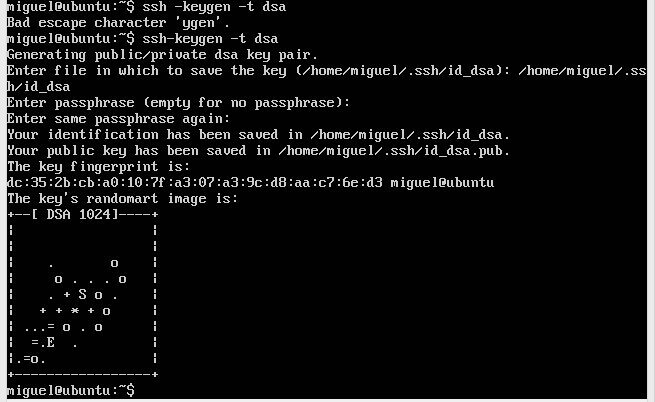 miguel@ubuntu:~$ ssh -keygen -t dsa
Bad escape character 'ygen'.
miguel@ubuntu:~$ ssh-keygen -t dsa
Generating public/private dsa key pair.
Enter file in which to save the key (/home/miguel/.ssh/id_dsa): /home/miguel/.ss
h/id_dsa
Enter passphrase (empty for no passphrase):
Enter same passphrase again:
Your identification has been saved in /home/miguel/.ssh/id_dsa.
Your public key has been saved in /home/miguel/.ssh/id_dsa.pub.
The key fingerprint is:
dc:35:2b:cb:a0:10:7f:a3:07:a3:9c:d8:aa:c7:6e:d3 miguel@ubuntu
The key's randomart image is:
+--[ DSA 1024]----+
|                 |
|                 |
|    .       o    |
|     o . . . o   |
|    . + S o .    |
|   + + * + o     |
| ...= o . o      |
|  =.E  .         |
|.=o.             |
+-----------------+
miguel@ubuntu:~$